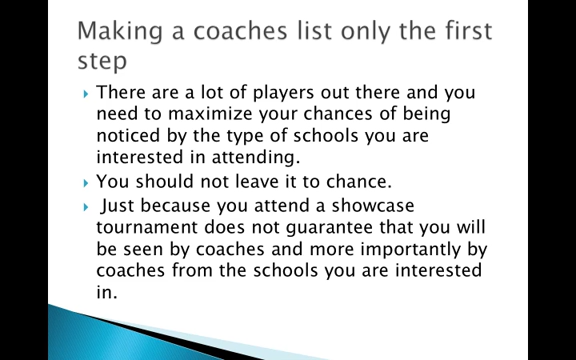 Making a coaches list only the first
step
There are a lot of players out there and you
need to maximize your chances of being
noticed by the type of schools you are
interested in attending.
You should not leave it to chance.
Just because you attend a showcase
tournament does not guarantee that you will
be seen by coaches and more importantly by
coaches from the schools you are interested
in.